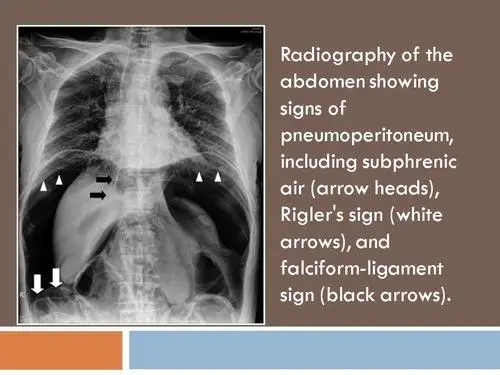 Radiography of the
abdomen showing
signs of
pneumoperitoneum,
including subphrenic
air (arrow heads),
Rigler's sign (white
arrows), and
falciform-ligament
sign (black arrows).
R